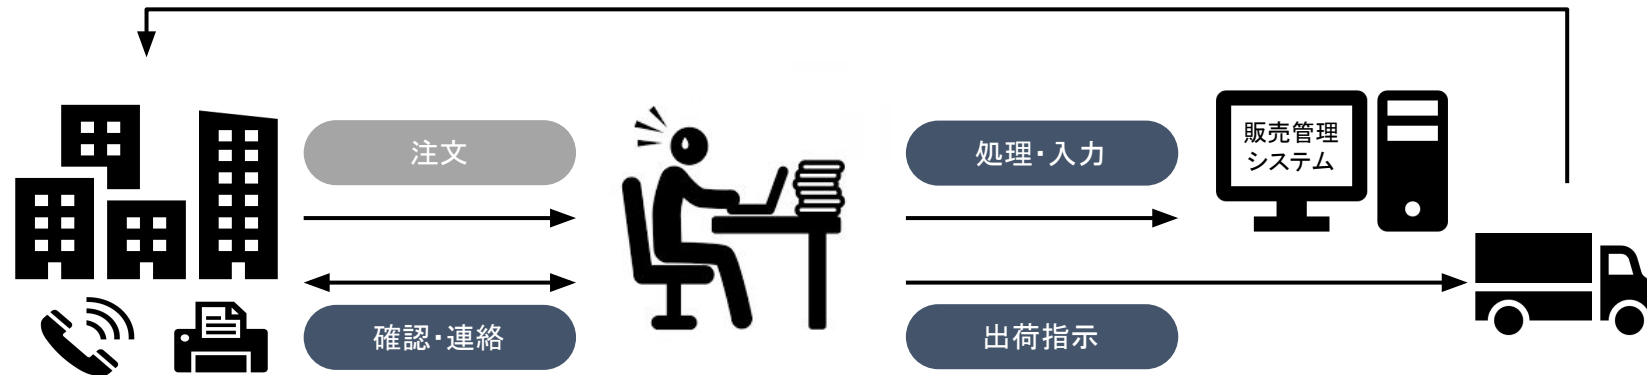 注文
処理・入力
販売管理
システム
確認・連絡
出荷指示